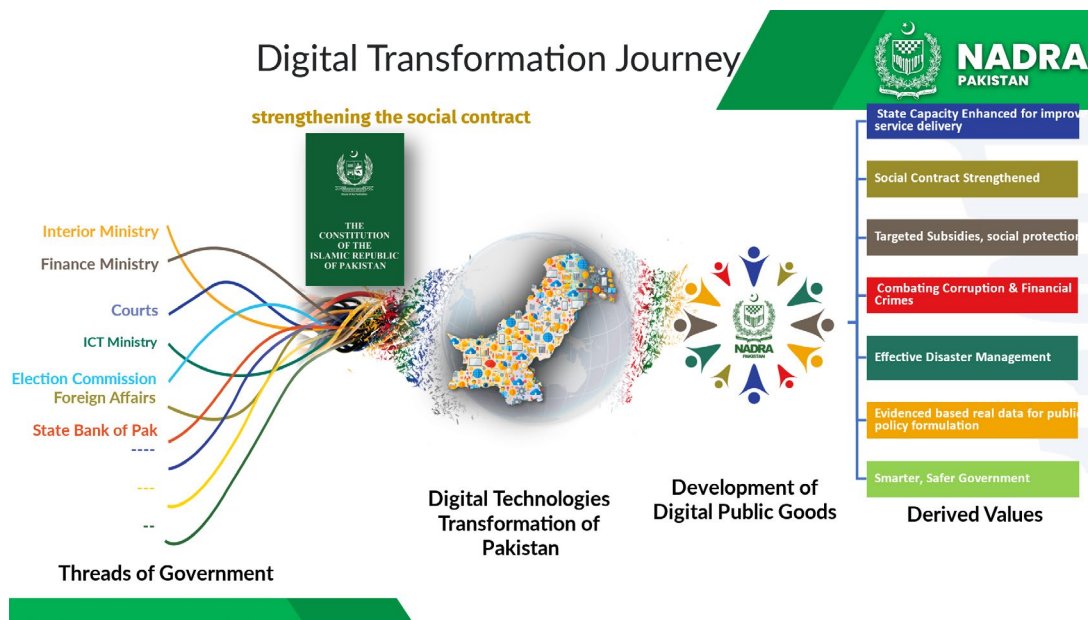 Digital Transformation Journey
NADRA
PAKISTAN
strengthening the social contract
THE
CONSTITUTION
OF THE
ISLAMIC REPUBLIC
OF PAKISTAN
Interior Ministry
Finance Ministry
Courts
ICT Ministry
Election Commission
Foreign Affairs
State Bank of Pak
----
---
--
Threads of Government
Digital Technologies
Transformation of
Pakistan
NADRA
PAKISTAN
Development of
Digital Public Goods
State Capacity Enhanced for improv
service delivery
Social Contract Strengthened
Targeted Subsidies, social protection
Combating Corruption & Financial
Crimes
Effective Disaster Management
Evidenced based real data for public
policy formulation
Smarter, Safer Government
Derived Values